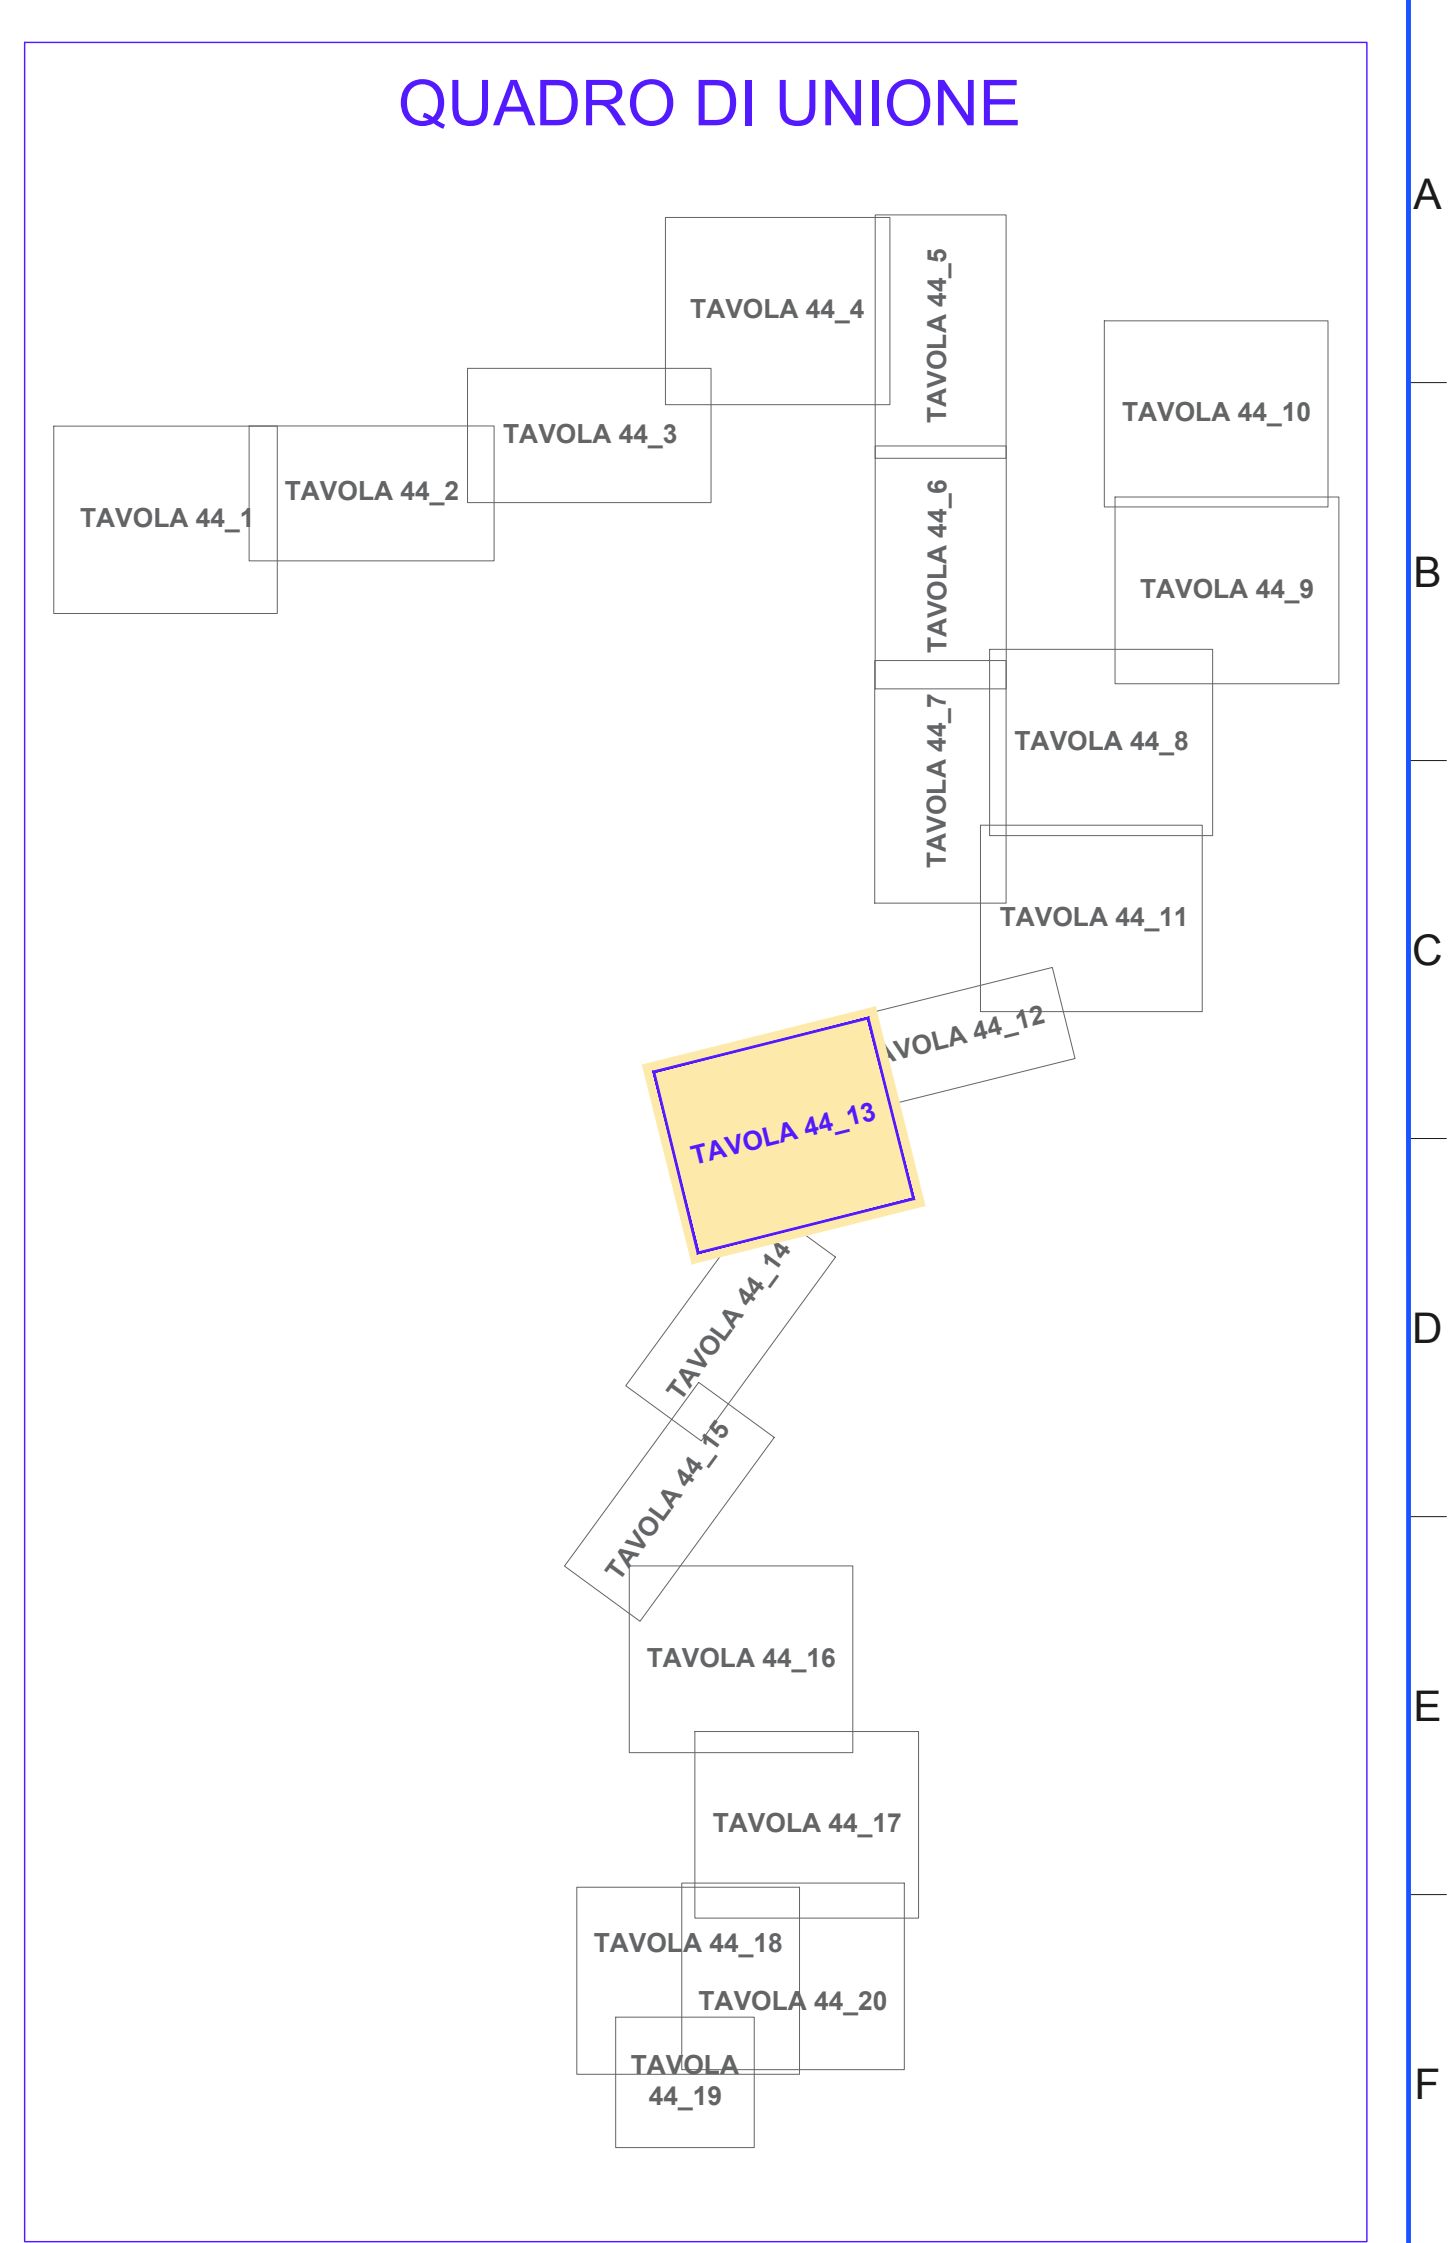 QUADRO DI UNIONE
A
TAVOLA 44_4
TAVOLA 44_5
TAVOLA 44_10
TAVOLA 44_3
TAVOLA 44_2
TAVOLA 44_1
TAVOLA 44_6
B
TAVOLA 44_9
TAVOLA 44_7
TAVOLA 44_8
TAVOLA 44_11
C
AVOLA 44_12
TAVOLA 44_13
TAVOLA 44_14
D
TAVOLA 44_15
TAVOLA 44_16
E
TAVOLA 44_17
TAVOLA 44_18
TAVOLA 44_20
TAVOLA
44_19
F